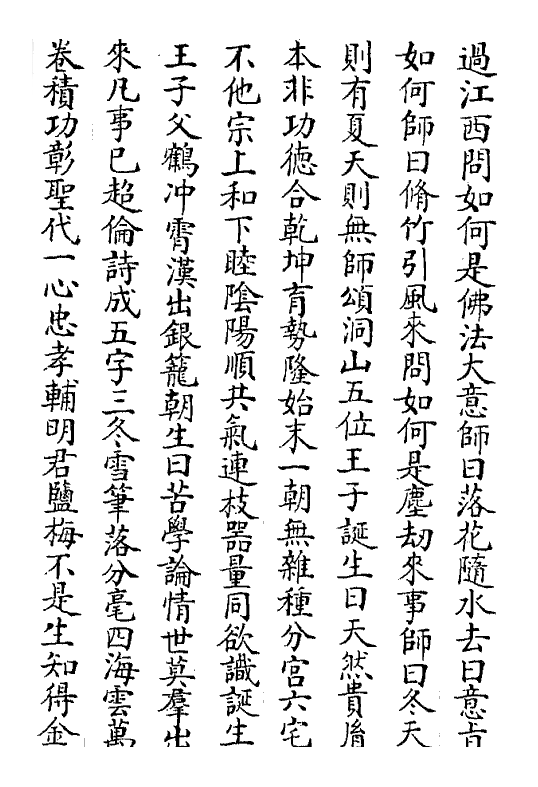 過江西問如何是佛法大意師曰落花隨水去曰意旨
如何師曰脩竹引風來問如何是塵劫來事師曰冬天
則有夏天則無師頌洞山五位王子誕生曰天然貴胤
本非功德合乾坤育勢隆始末一朝無雜種分宮六宅
不他宗上和下睦陰陽順共氣連枝器量同欲識誕生
王子父鶴冲霄漢出銀籠朝生曰苦學論情世莫羣出
來凡事已超倫詩成五字三冬雪筆落分毫四海雲萬
卷積功彰聖代一心忠孝輔明君鹽梅不是生知得金